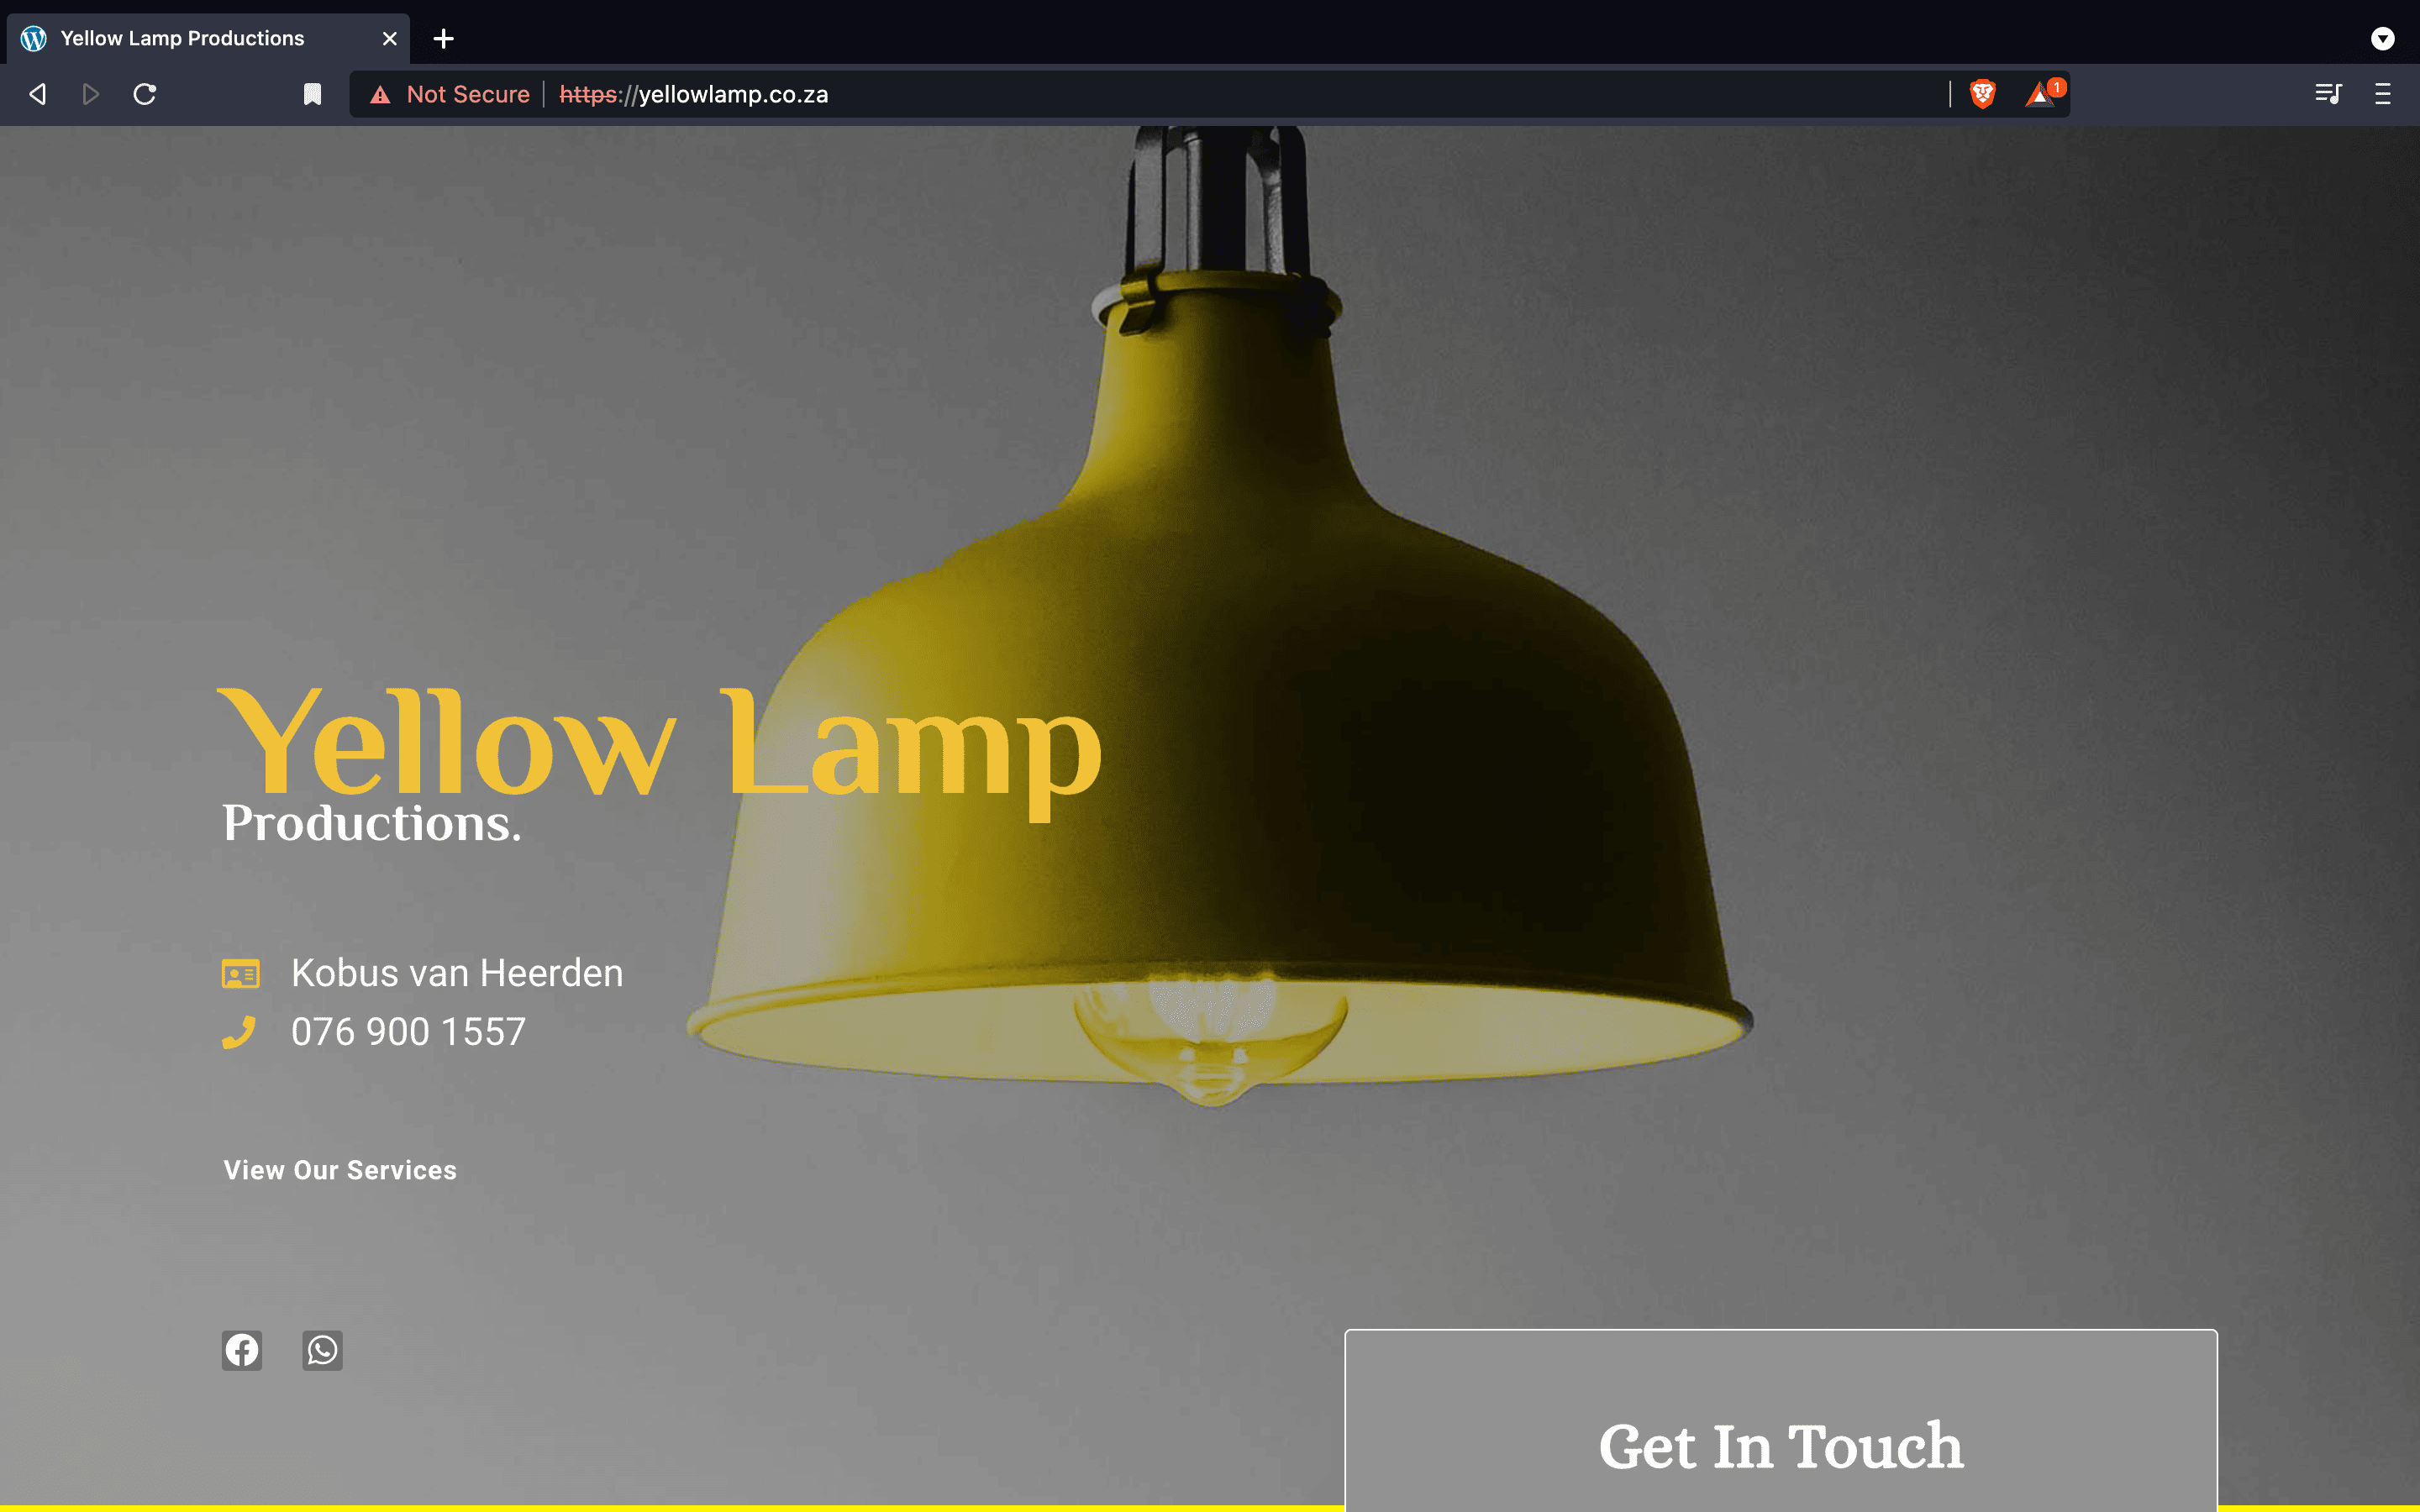 Yellow Lamp Productions
Not Secure https://yellowlamp.co.za 1
Yellow Lamp
Productions.
Kobus van Heerden
076 900 1557
View Our Services
Get In Touch